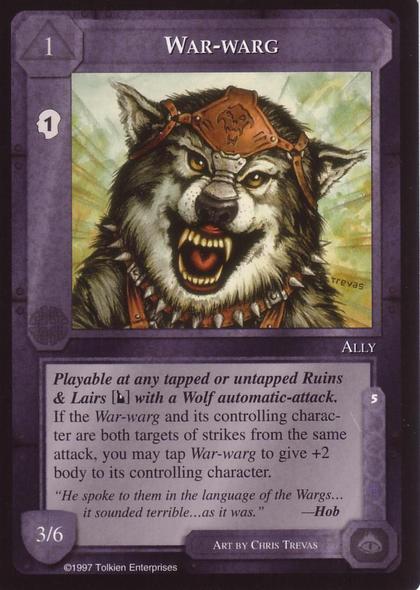 1
WAR-WARG
1
Trevas
ALLY
Playable at any tapped or untapped Ruins
& Lairs [] with a Wolf automatic-attack.
If the War-warg and its controlling charac-
ter are both targets of strikes from the same
attack, you may tap War-warg to give +2
body to its controlling character.
5
"He spoke to them in the language of the Wargs…
it sounded terrible…as it was." —Hob
3/6
ART BY CHRIS TREVAS
©1997 Tolkien Enterprises